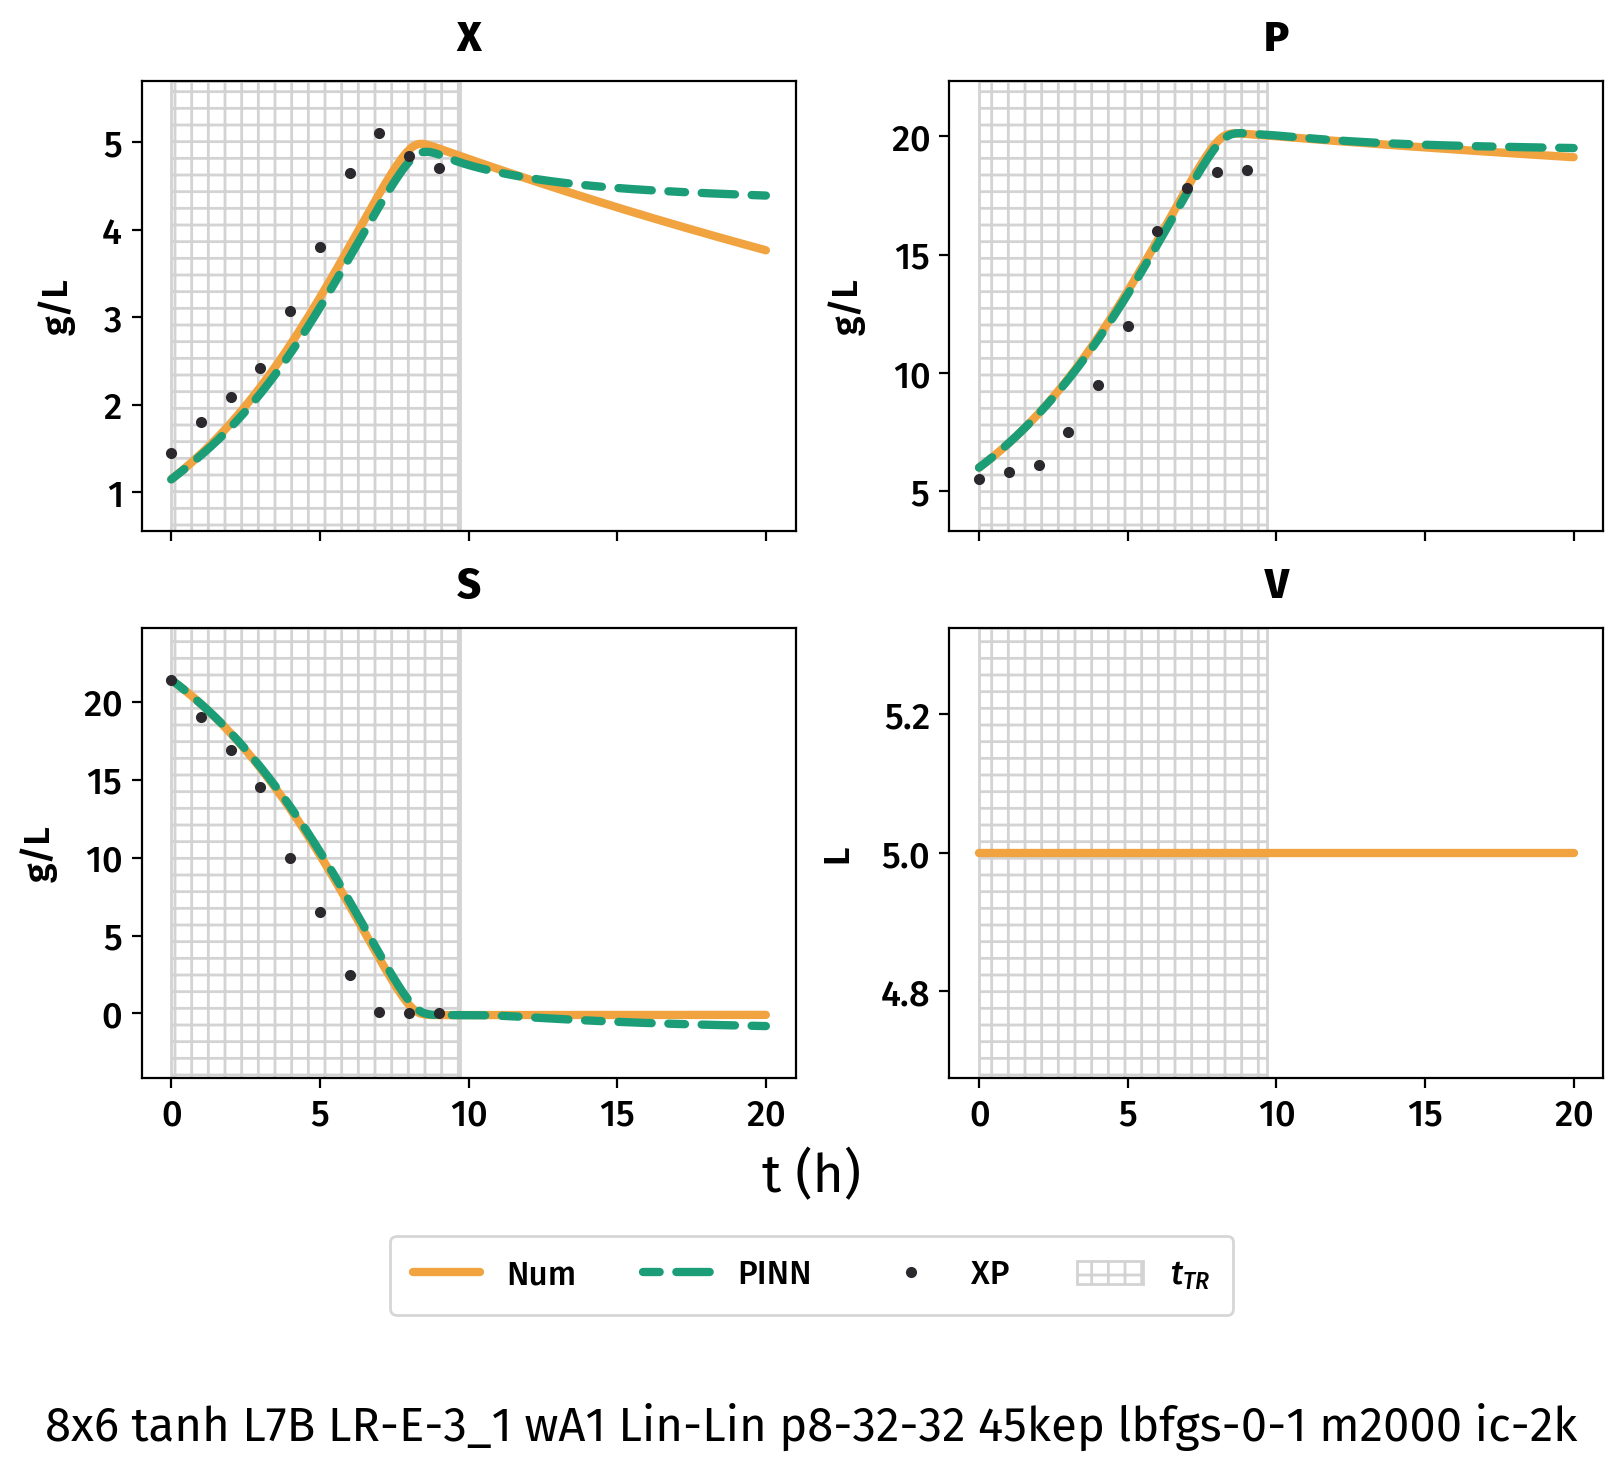 X
P
g/L
5
4
3
2
1
g/L
20
15
10
5
S
V
g/L
20
15
10
5
0
0 5 10 15 20
L
5.2
5.0
4.8
0 5 10 15 20
t (h)
Num PINN XP tTR
8x6 tanh L7B LR-E-3_1 wA1 Lin-Lin p8-32-32 45kep lbfgs-0-1 m2000 ic-2k